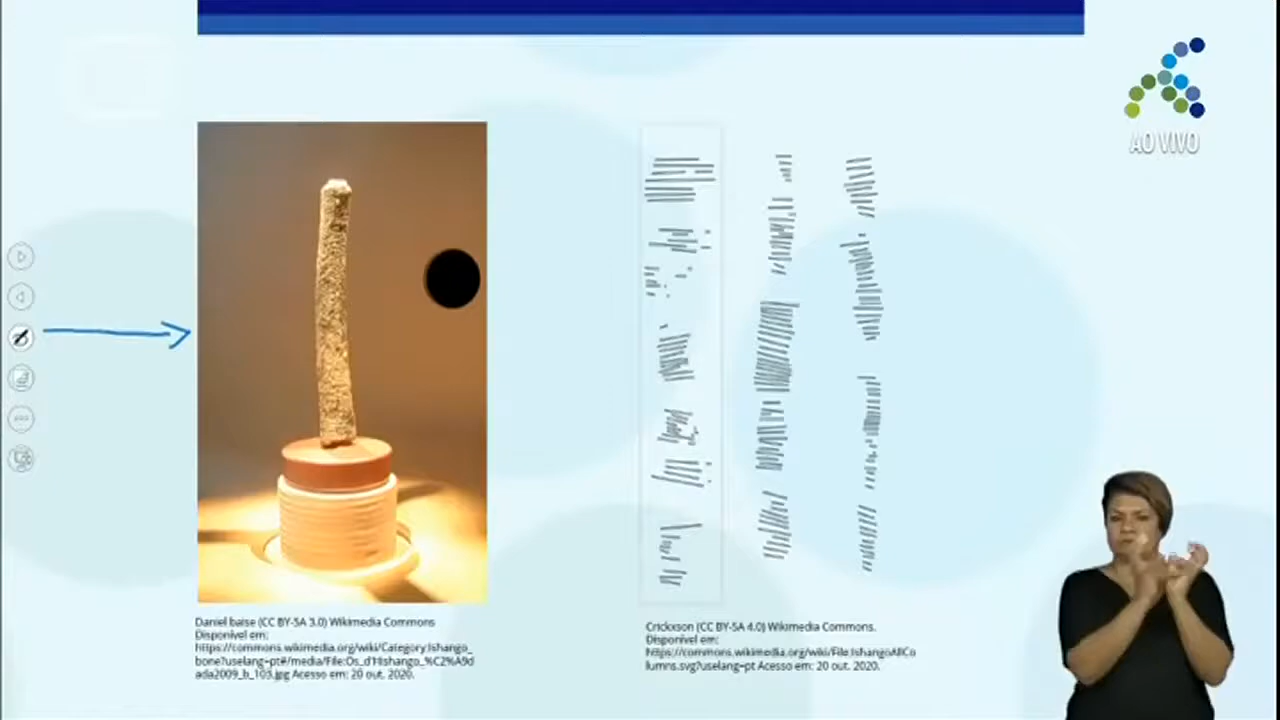 AO VIVO
Daniel baise (CC BY-SA 3.0) Wikimedia Commons
Disponível em:
https://commons.wikimedia.org/wiki/Category:Ishango_
bone?uselang=pt#/media/File:Os_d'Ishango_%C2%A9d
ada2009_b_103.jpg Acesso em: 20 out. 2020.
Crickxson (CC BY-SA 4.0) Wikimedia Commons.
Disponível em:
https://commons.wikimedia.org/wiki/File:IshangoAllCo
lumns.svg?uselang=pt Acesso em: 20 out. 2020.